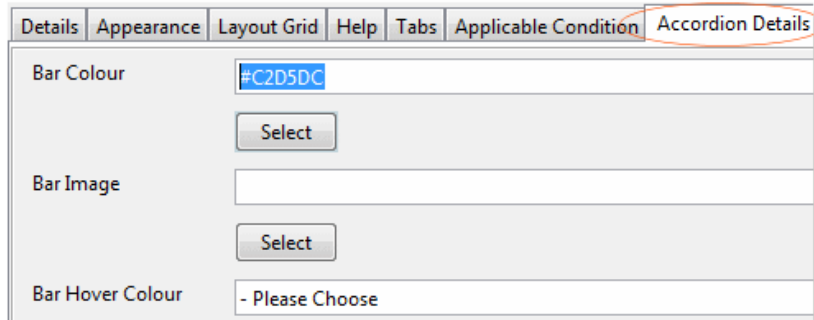 Details Appearance Layout Grid Help Tabs Applicable Condition Accordion Details
Bar Colour #C2D5DC
Select
Bar Image
Select
Bar Hover Colour - Please Choose